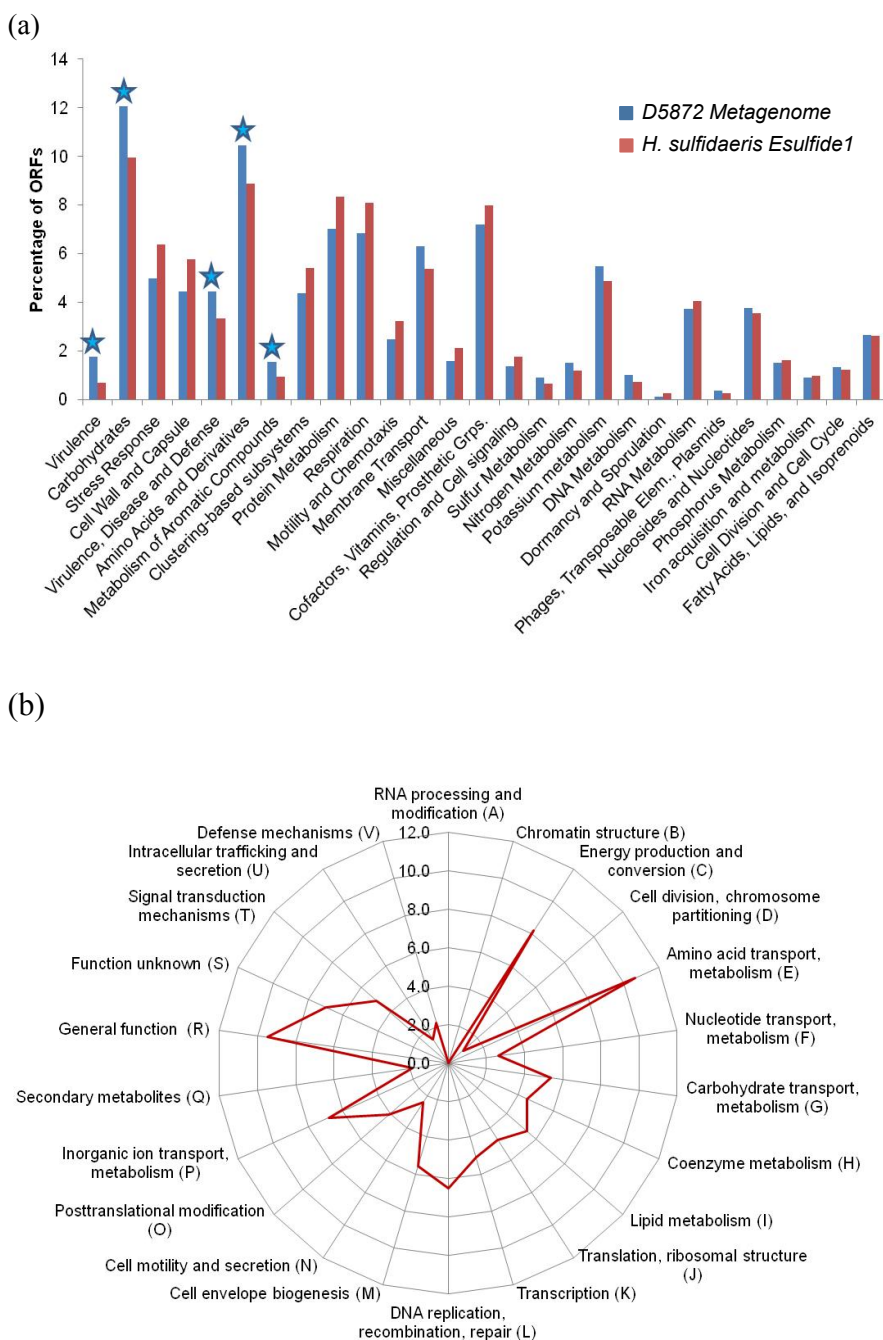 (a)
14
12
10
8
6
4
2
0
Percentage of ORFs
D5872 Metagenome
H. sulfidaeris Esulfide1
Virulence
Carbohydrates
Stress Response
Cell Wall and Capsule
Virulence, Disease and Defense
Amino Acids and Derivatives
Metabolism of Aromatic Compounds
Clustering-based subsystems
Protein Metabolism
Respiration
Motility and Chemotaxis
Membrane Transport
Miscellaneous
Cofactors, Vitamins, Prosthetic Grps.
Regulation and Cell signaling
Sulfur Metabolism
Nitrogen Metabolism
Potassium metabolism
DNA Metabolism
Dormancy and Sporulation
RNA Metabolism
Phages, Transposable Elem., Plasmids
Nucleosides and Nucleotides
Phosphorus Metabolism
Iron acquisition and metabolism
Cell Division and Cell Cycle
Fatty Acids, Lipids, and Isoprenoids
(b)
RNA processing and
modification (A)
Chromatin structure (B)
Energy production and
conversion (C)
Cell division, chromosome
partitioning (D)
Amino acid transport,
metabolism (E)
Nucleotide transport,
metabolism (F)
Carbohydrate transport,
metabolism (G)
Coenzyme metabolism (H)
Lipid metabolism (I)
Translation, ribosomal structure
(J)
Transcription (K)
DNA replication,
recombination, repair (L)
Cell envelope biogenesis (M)
Cell motility and secretion (N)
Posttranslational modification
(O)
Inorganic ion transport,
metabolism (P)
Secondary metabolites (Q)
General function (R)
Function unknown (S)
Signal transduction
mechanisms (T)
Intracellular trafficking and
secretion (U)
Defense mechanisms (V)
12.0
10.0
8.0
6.0
4.0
2.0
0.0